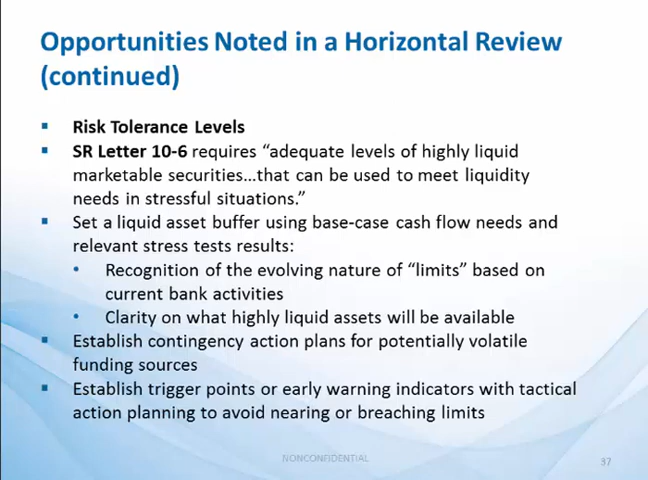 Opportunities Noted in a Horizontal Review
(continued)
▪ Risk Tolerance Levels
▪ SR Letter 10-6 requires “adequate levels of highly liquid
marketable securities…that can be used to meet liquidity
needs in stressful situations.”
▪ Set a liquid asset buffer using base-case cash flow needs and
relevant stress tests results:
• Recognition of the evolving nature of “limits” based on
current bank activities
• Clarity on what highly liquid assets will be available
▪ Establish contingency action plans for potentially volatile
funding sources
▪ Establish trigger points or early warning indicators with tactical
action planning to avoid nearing or breaching limits
NONCONFIDENTIAL
37